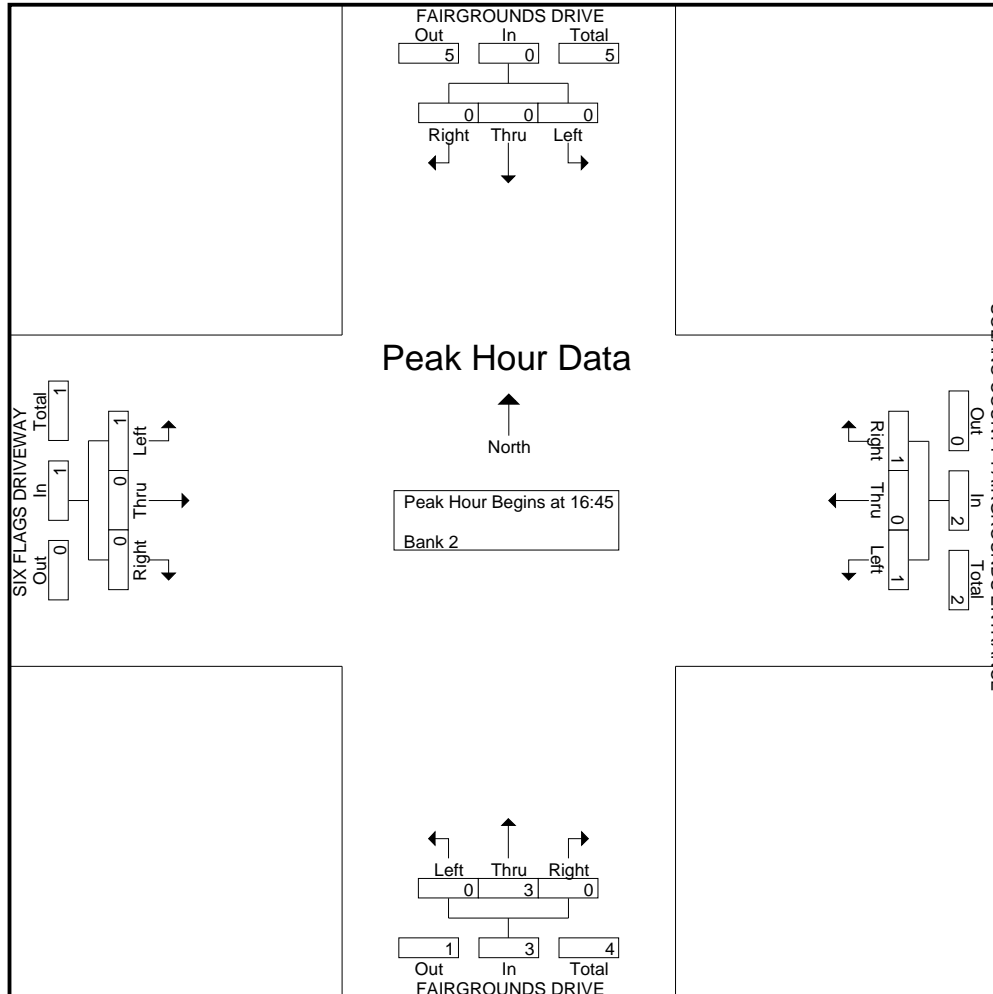 FAIRGROUNDS DRIVE
Out In Total
5 0 5
0 0 0
Right Thru Left
Peak Hour Data
North
Peak Hour Begins at 16:45
Bank 2
SIX FLAGS DRIVEWAY
Out In Total
0 1 1
Right Thru Left
0 0 1
Out In Total
0 2 2
Right Thru Left
1 0 1
Left Thru Right
0 3 0
1 3 4
Out In Total
FAIRGROUNDS DRIVE